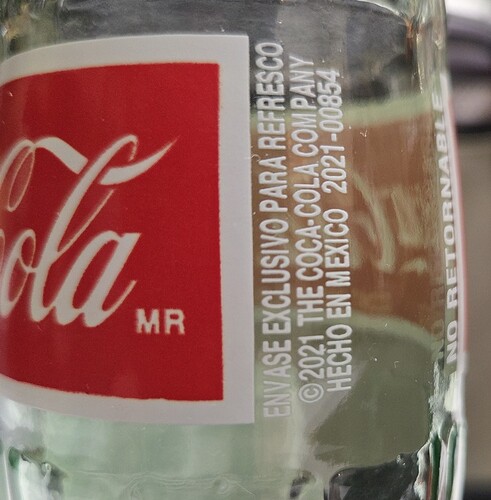 Cola
MR
ENVASE EXCLUSIVO PARA REFRESCO
©2021 THE COCA-COLA COMPANY
HECHO EN MEXICO 2021-00854
NO RETORNABLE